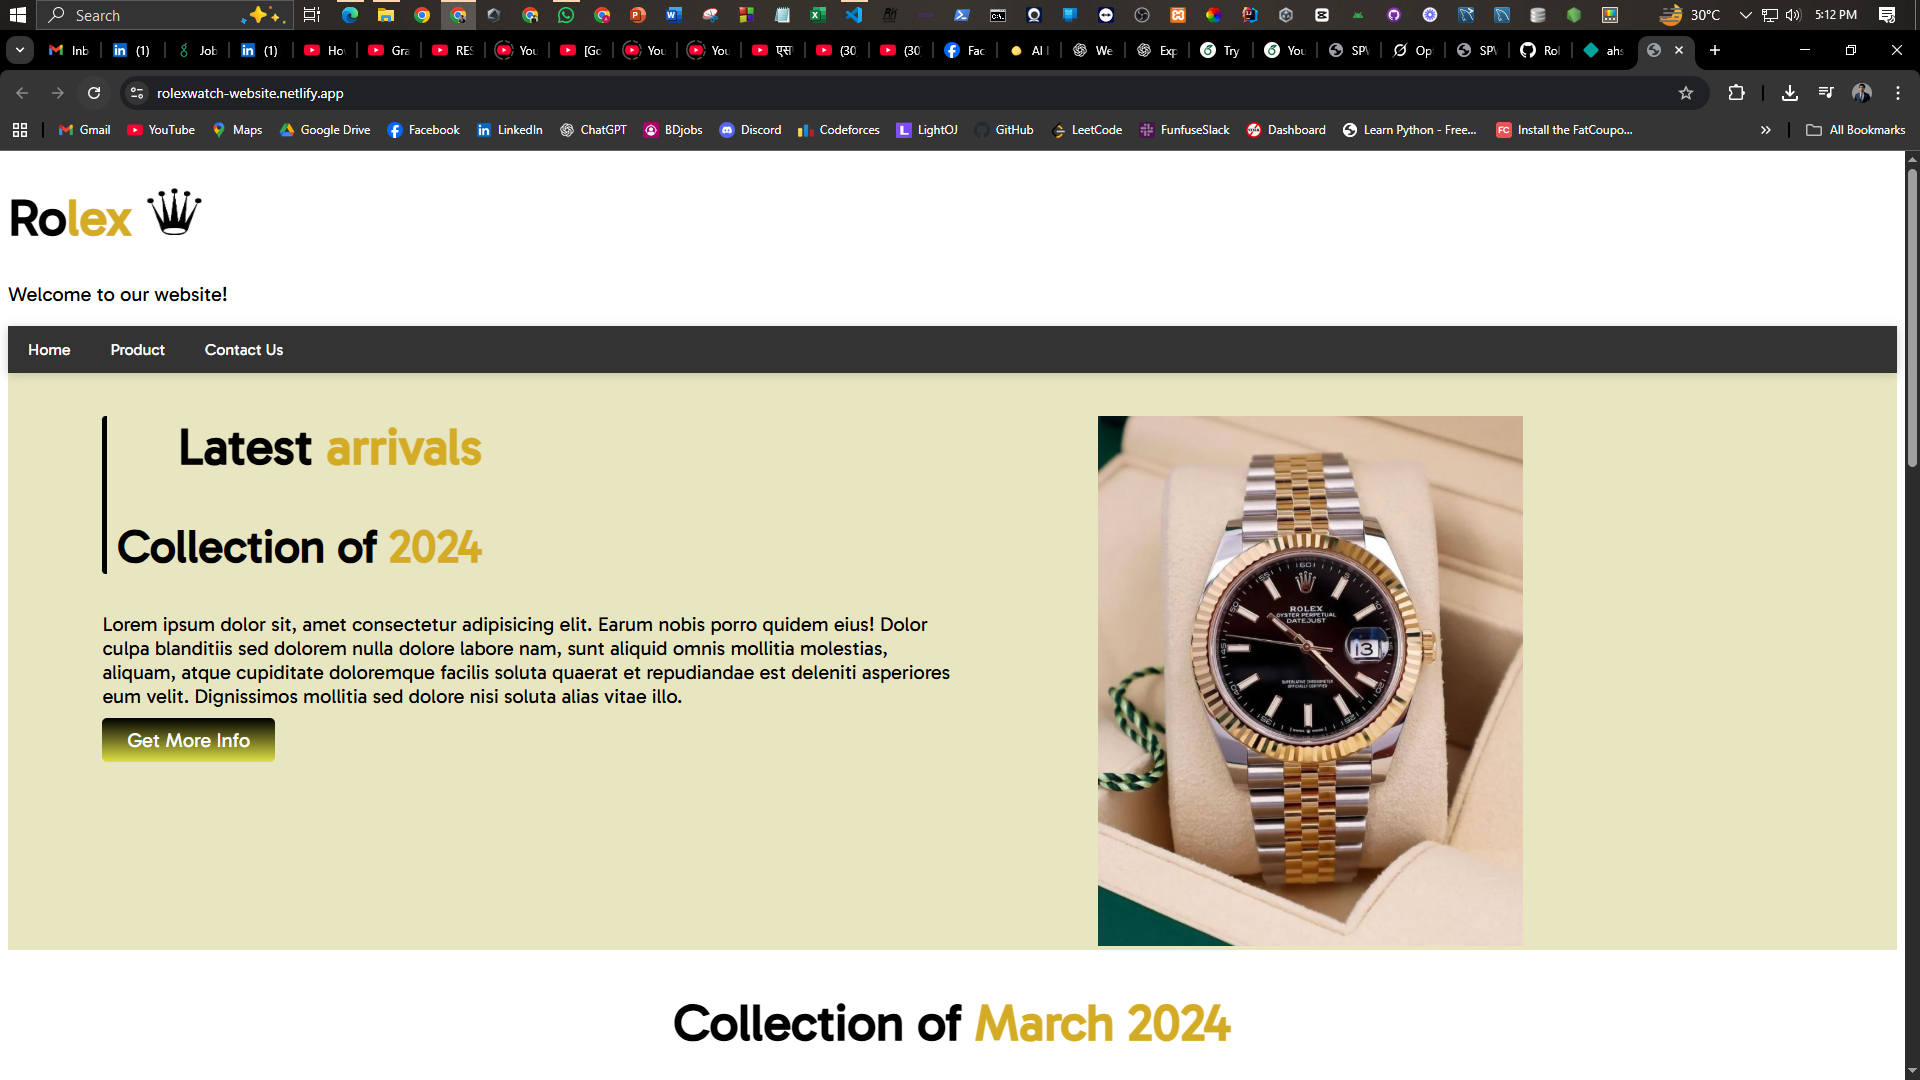 Search
30°C
5:12 PM
Inb
(1)
Job
(1)
Ho
Gra
RES
You
[Go
You
You
(30
(30
Fac
AI
We
Exp
Try
You
SPV
Op
SPV
Rol
ahs
rolexwatch-website.netlify.app
Gmail
YouTube
Maps
Google Drive
Facebook
LinkedIn
ChatGPT
BDjobs
Discord
Codeforces
LightOJ
GitHub
LeetCode
FunfuseSlack
Dashboard
Learn Python - Free...
Install the FatCoupo...
All Bookmarks
Rolex
Welcome to our website!
Home Product Contact Us
Latest arrivals
Collection of 2024
Lorem ipsum dolor sit, amet consectetur adipisicing elit. Earum nobis porro quidem eius! Dolor
culpa blanditiis sed dolorem nulla dolore labore nam, sunt aliquid omnis mollitia molestias,
aliquam, atque cupiditate doloremque facilis soluta quaerat et repudiandae est deleniti asperiores
eum velit. Dignissimos mollitia sed dolore nisi soluta alias vitae illo.
Get More Info
ROLEX
OYSTER PERPETUAL
DATEJUST
13
SUPERLATIVE CHRONOMETER
OFFICIALLY CERTIFIED
Collection of March 2024